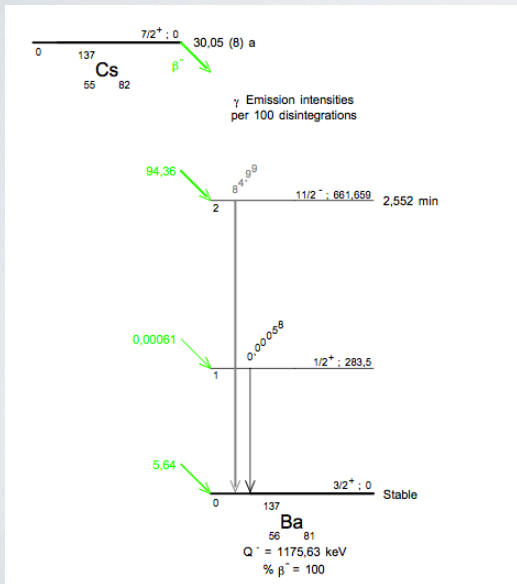 7/2⁺ ; 0
30,05 (8) a
0
137
Cs
55 82
β⁻
γ Emission intensities
per 100 disintegrations
94,36
84,99
11/2⁻ ; 661,659
2,552 min
2
0,00061
0,00058
1/2⁺ ; 283,5
1
5,64
3/2⁺ ; 0
Stable
0
137
Ba
56 81
Q⁻ = 1175,63 keV
% β⁻ = 100